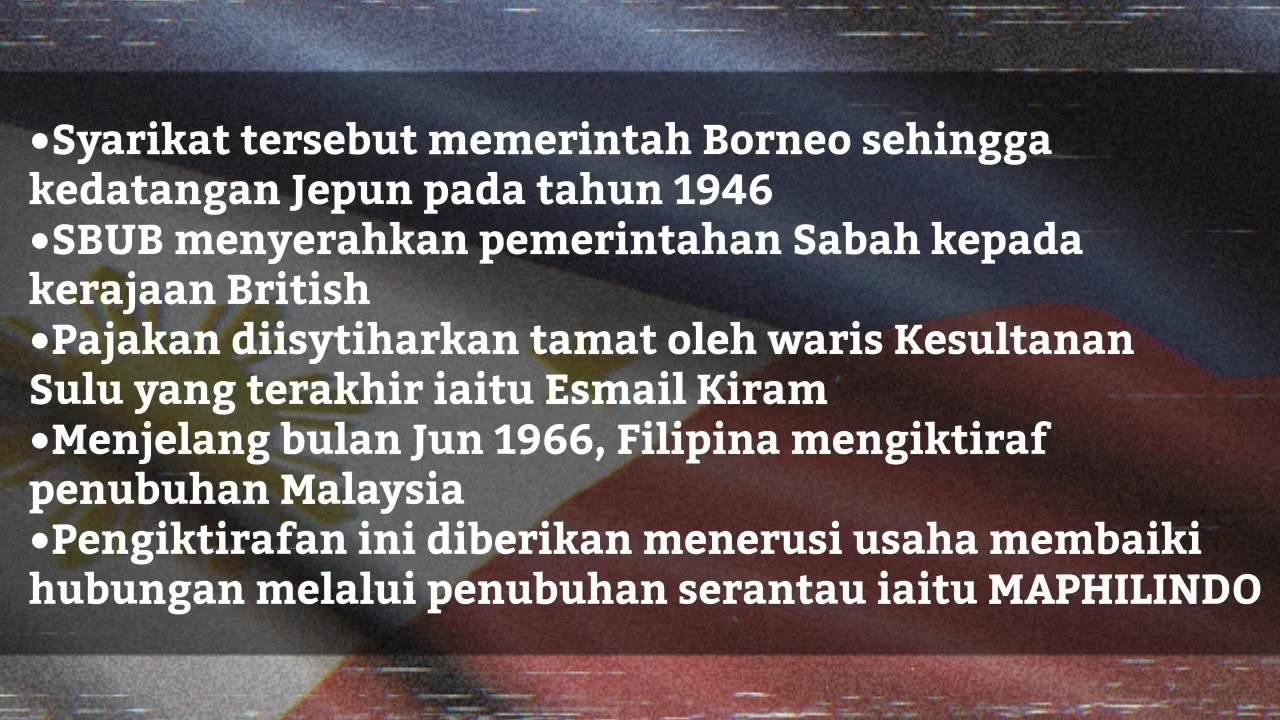 •Syarikat tersebut memerintah Borneo sehingga
kedatangan Jepun pada tahun 1946
•SBUB menyerahkan pemerintahan Sabah kepada
kerajaan British
•Pajakan diisytiharkan tamat oleh waris Kesultanan
Sulu yang terakhir iaitu Esmail Kiram
•Menjelang bulan Jun 1966, Filipina mengiktiraf
penubuhan Malaysia
•Pengiktirafan ini diberikan menerusi usaha membaiki
hubungan melalui penubuhan serantau iaitu MAPHILINDO